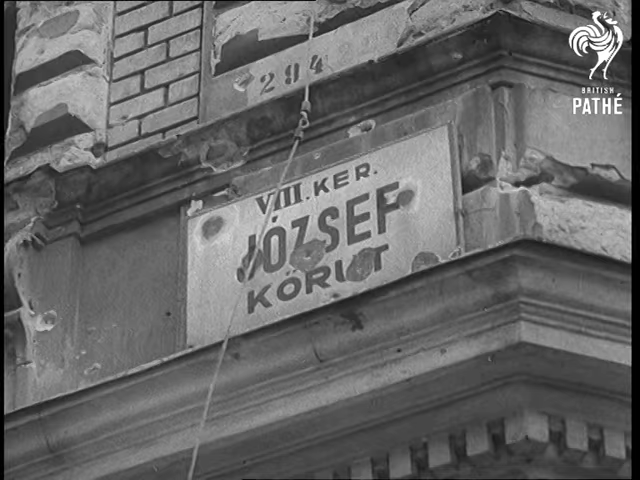 BRITISH
PATHÉ
294
VIII. KER.
JÓZSEF
KÖRUT